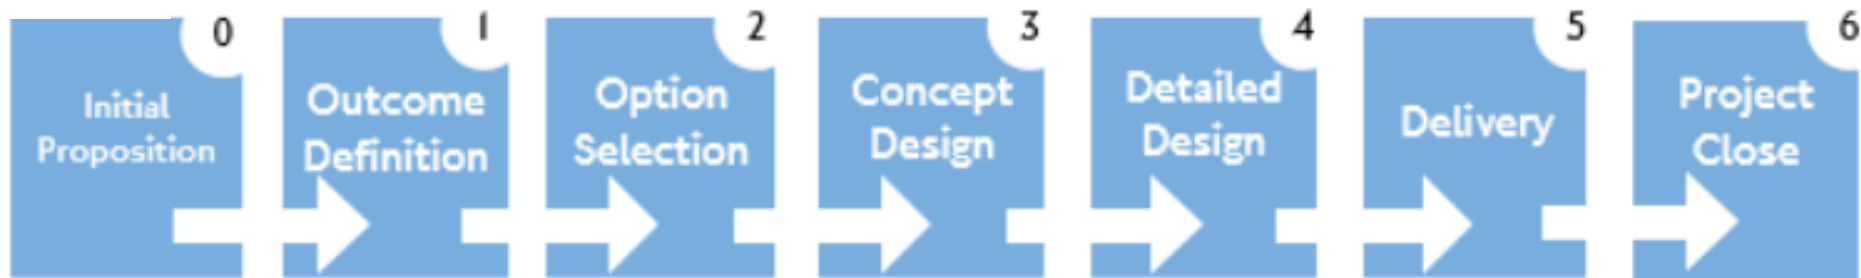 0
Initial
Proposition
1
Outcome
Definition
2
Option
Selection
3
Concept
Design
4
Detailed
Design
5
Delivery
6
Project
Close